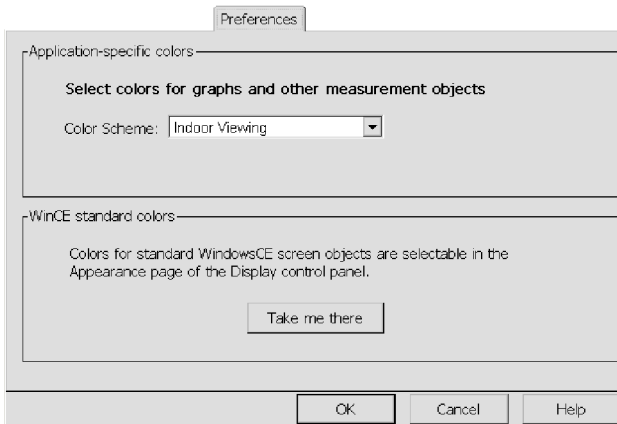 Preferences
Application-specific colors
Select colors for graphs and other measurement objects
Color Scheme: Indoor Viewing
WinCE standard colors
Colors for standard WindowsCE screen objects are selectable in the
Appearance page of the Display control panel.
Take me there
OK Cancel Help